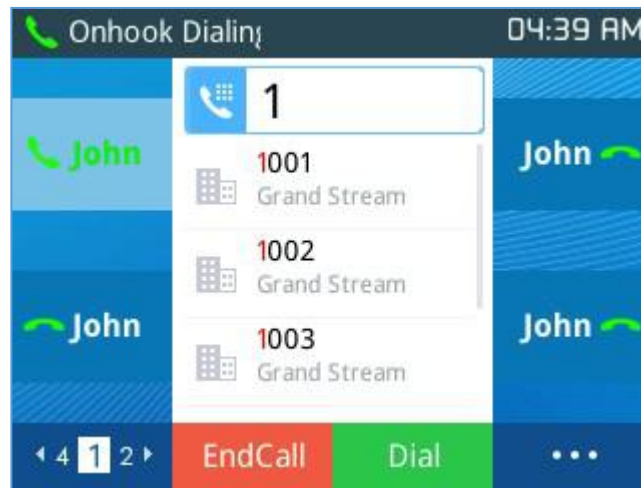 Onhook Dialing 04:39 AM
1
John
John
1001
Grand Stream
1002
Grand Stream
John
John
1003
Grand Stream
4 1 2 EndCall Dial ...